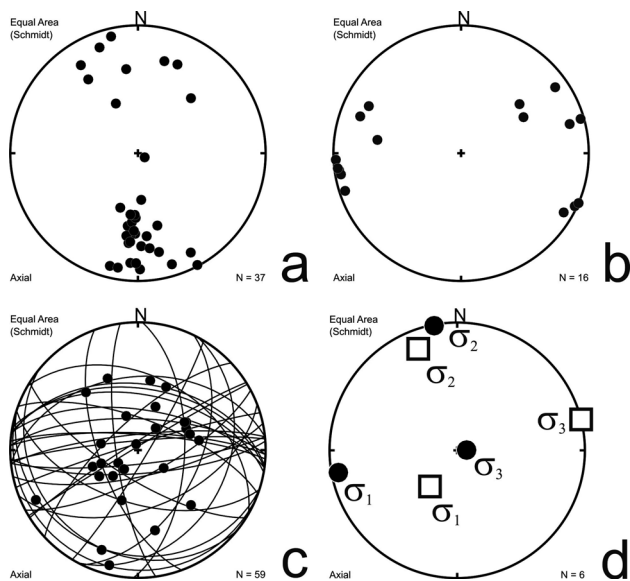 Equal Area
(Schmidt)
N
Axial
N = 37
a
Equal Area
(Schmidt)
N
Axial
N = 16
b
Equal Area
(Schmidt)
N
Axial
N = 59
c
Equal Area
(Schmidt)
N
σ2
σ2
σ3
σ3
σ1
σ1
Axial
N = 6
d